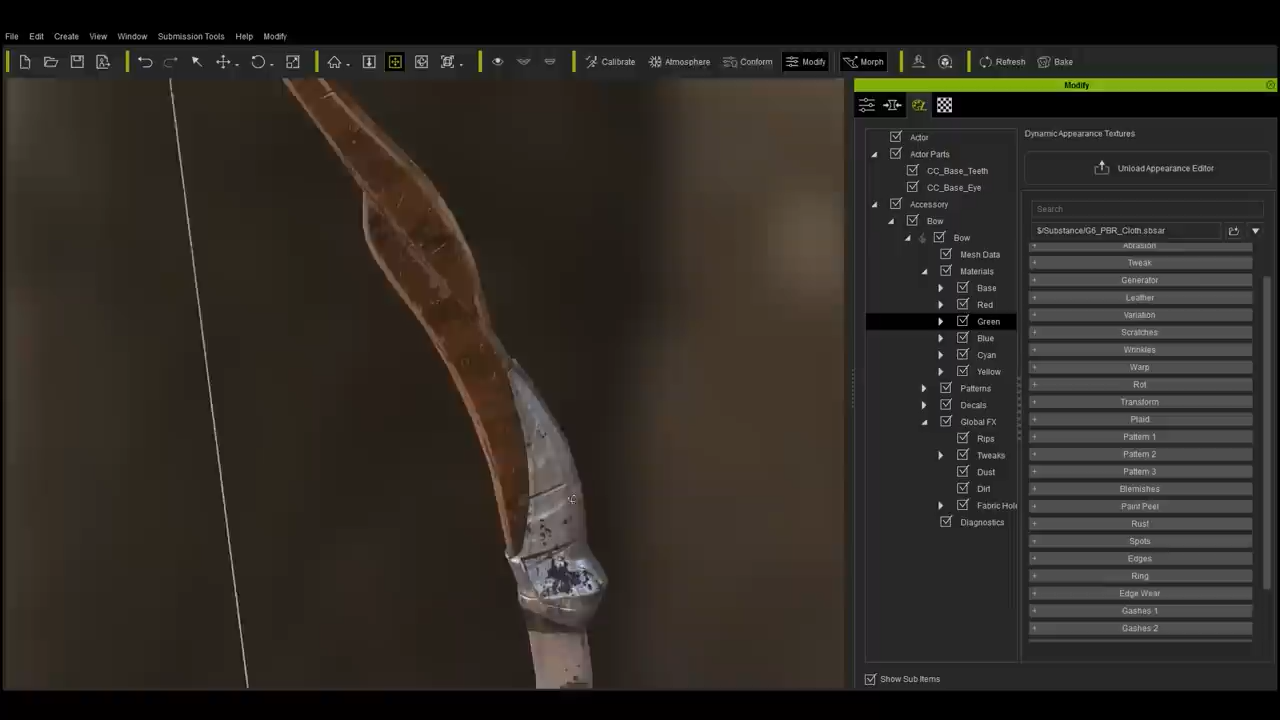 File Edit Create View Window Submission Tools Help Modify
Calibrate Atmosphere Conform Modify Morph Refresh Bake
Modify
Dynamic Appearance Textures
Unload Appearance Editor
Search
$/Substance/G6_PBR_Cloth.sbsar
Actor
Actor Parts
CC_Base_Teeth
CC_Base_Eye
Accessory
Bow
Bow
Mesh Data
Materials
Base
Red
Green
Blue
Cyan
Yellow
Patterns
Decals
Global FX
Rips
Tweaks
Dust
Dirt
Fabric Hol
Diagnostics
Abrasion
Tweak
Generator
Leather
Variation
Scratches
Wrinkles
Warp
Rot
Transform
Plaid
Pattern 1
Pattern 2
Pattern 3
Blemishes
Paint Peel
Rust
Spots
Edges
Ring
Edge Wear
Gashes 1
Gashes 2
Show Sub Items